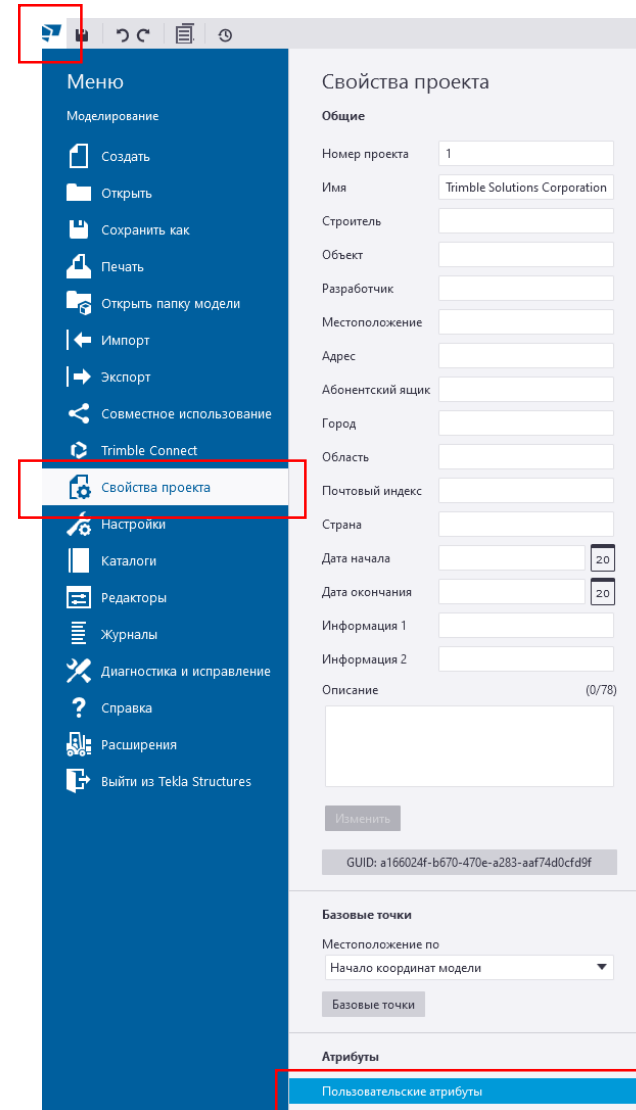 Меню
Моделирование
Создать
Открыть
Сохранить как
Печать
Открыть папку модели
Импорт
Экспорт
Совместное использование
Trimble Connect
Свойства проекта
Настройки
Каталоги
Редакторы
Журналы
Диагностика и исправление
Справка
Расширения
Выйти из Tekla Structures
Свойства проекта
Общие
Номер проекта 1
Имя Trimble Solutions Corporation
Строитель
Объект
Разработчик
Местоположение
Адрес
Абонентский ящик
Город
Область
Почтовый индекс
Страна
Дата начала 20
Дата окончания 20
Информация 1
Информация 2
Описание (0/78)
Изменить
GUID: a166024f-b670-470e-a283-aaf74d0cfd9f
Базовые точки
Местоположение по
Начало координат модели
Базовые точки
Атрибуты
Пользовательские атрибуты